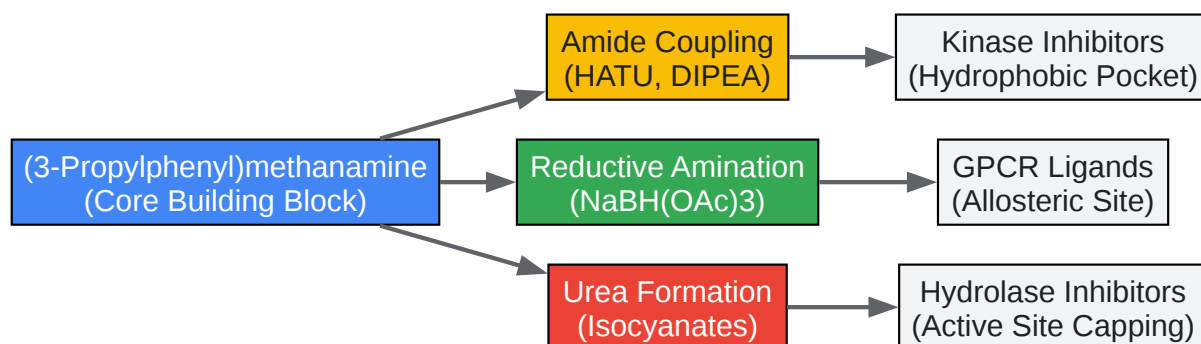 (3-Propylphenyl)methanamine
(Core Building Block)
Amide Coupling
(HATU, DIPEA)
Kinase Inhibitors
(Hydrophobic Pocket)
Reductive Amination
(NaBH(OAc)3)
GPCR Ligands
(Allosteric Site)
Urea Formation
(Isocyanates)
Hydrolase Inhibitors
(Active Site Capping)